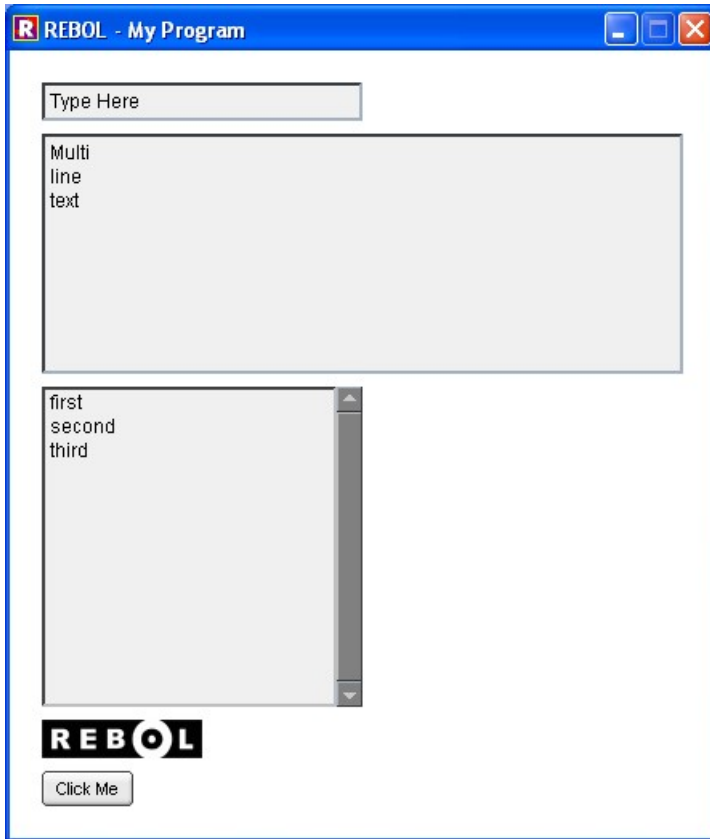 R REBOL - My Program
Type Here
Multi
line
text
first
second
third
REBOL
Click Me